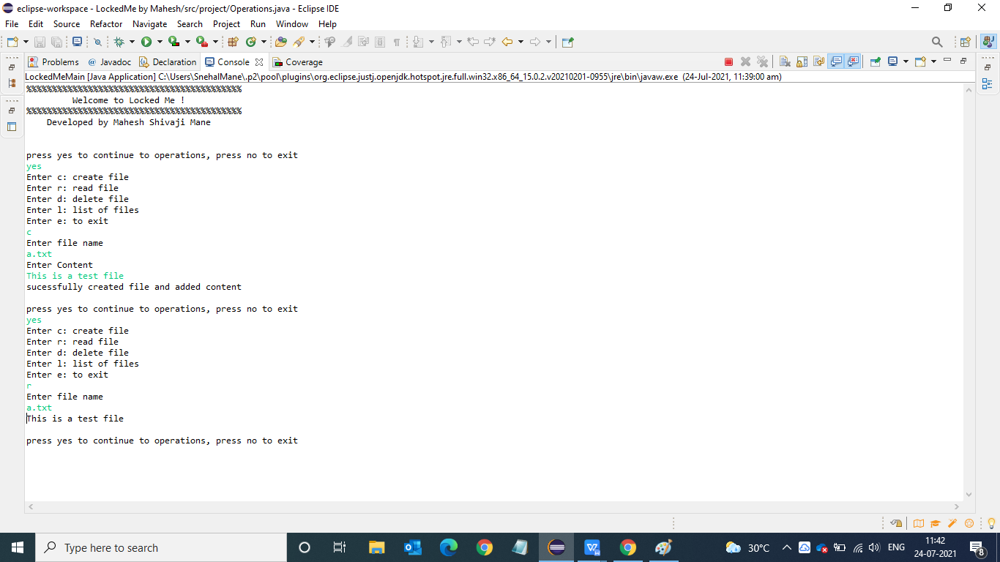 eclipse-workspace - LockedMe by Mahesh/src/project/Operations.java - Eclipse IDE
File Edit Source Refactor Navigate Search Project Run Window Help
Problems @ Javadoc Declaration Console Coverage
LockedMeMain [Java Application] C:\Users\SnehalMane\.p2\pool\plugins\org.eclipse.justj.openjdk.hotspot.jre.full.win32.x86_64_15.0.2.v20210201-0955\jre\bin\javaw.exe (24-Jul-2021, 11:39:00 am)
%%%%%%%%%%%%%%%%%%%%%%%%%%%%%%%%%%%%%%%%%%
Welcome to Locked Me !
%%%%%%%%%%%%%%%%%%%%%%%%%%%%%%%%%%%%%%%%%%
Developed by Mahesh Shivaji Mane
press yes to continue to operations, press no to exit
yes
Enter c: create file
Enter r: read file
Enter d: delete file
Enter l: list of files
Enter e: to exit
c
Enter file name
a.txt
Enter Content
This is a test file
sucessfully created file and added content
press yes to continue to operations, press no to exit
yes
Enter c: create file
Enter r: read file
Enter d: delete file
Enter l: list of files
Enter e: to exit
r
Enter file name
a.txt
This is a test file
press yes to continue to operations, press no to exit
Type here to search
30°C
ENG
11:42
24-07-2021
8